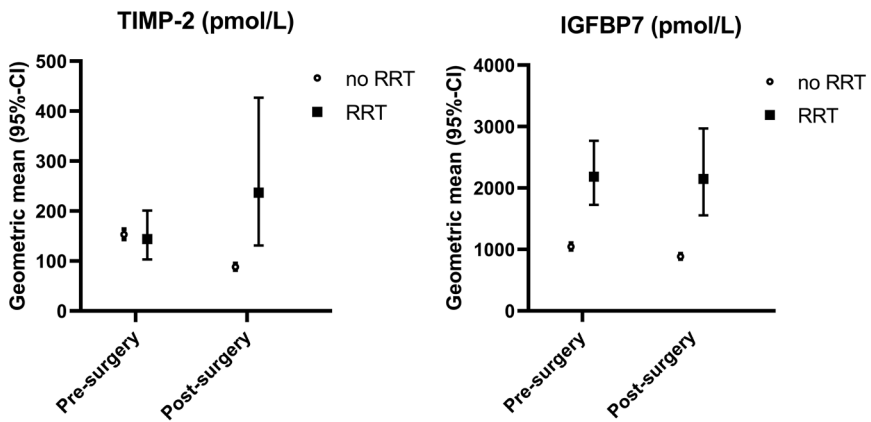 TIMP-2 (pmol/L)
Geometric mean (95%-CI)
500
400
300
200
100
0
Pre-surgery
Post-surgery
no RRT
RRT
IGFBP7 (pmol/L)
Geometric mean (95%-CI)
4000
3000
2000
1000
0
Pre-surgery
Post-surgery
no RRT
RRT